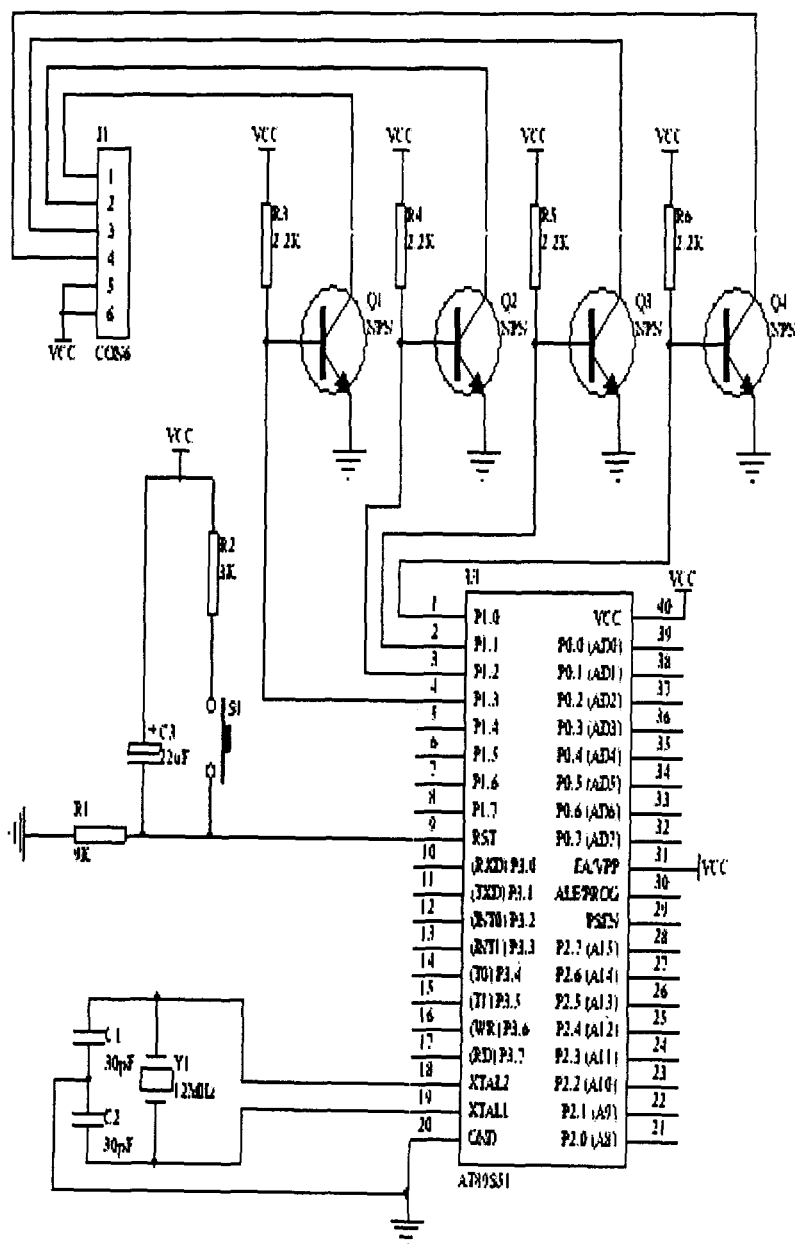 J1
1
2
3
4
5
6
VCC
CON6
VCC
R3
2.2K
VCC
R4
2.2K
VCC
R5
2.2K
VCC
R6
2.2K
Q1
NPN
Q2
NPN
Q3
NPN
Q4
NPN
VCC
R2
C3
22uF
S1
R1
U1
1 P1.0
2 P1.1
3 P1.2
4 P1.3
5 P1.4
6 P1.5
7 P1.6
8 P1.7
9 RST
10 (RXD)P3.0
11 (TXD)P3.1
12 (INT0)P3.2
13 (INT1)P3.3
14 (T0)P3.4
15 (T1)P3.5
16 (WR)P3.6
17 (RD)P3.7
18 XTAL2
19 XTAL1
20 GND
VCC
VCC 40
P0.0 (AD0) 39
P0.1 (AD1) 38
P0.2 (AD2) 37
P0.3 (AD3) 36
P0.4 (AD4) 35
P0.5 (AD5) 34
P0.6 (AD6) 33
P0.7 (AD7) 32
EA/VPP 31 VCC
ALE/PROG 30
PSEN 29
P2.7 (A15) 28
P2.6 (A14) 27
P2.5 (A13) 26
P2.4 (A12) 25
P2.3 (A11) 24
P2.2 (A10) 23
P2.1 (A9) 22
P2.0 (A8) 21
AT89S51
C1
30pF
Y1
12MHz
C2
30pF